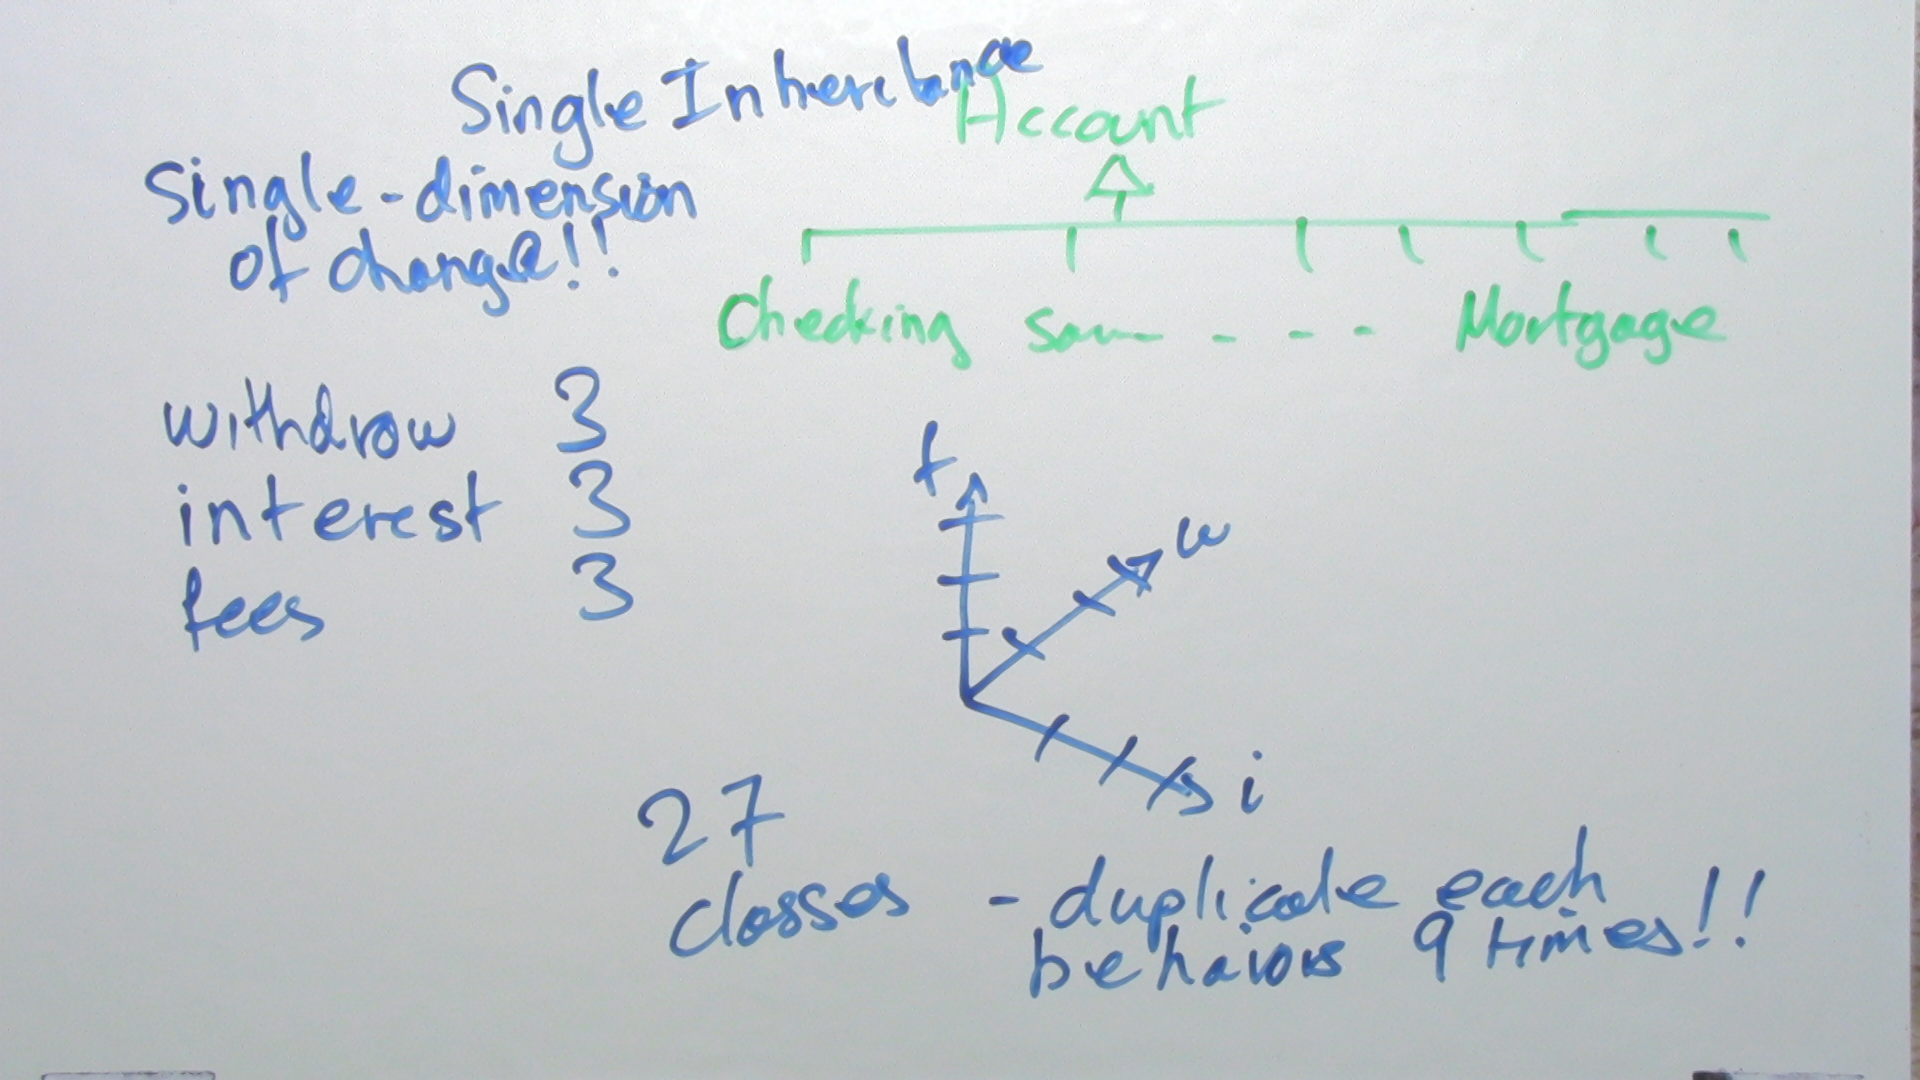 Single Inheritance
Account
Single-dimension
of change!!
Checking Sav - - - Mortgage
withdraw 3
interest 3
fees 3
f
w
i
27
classes - duplicate each
behaviors 9 times!!